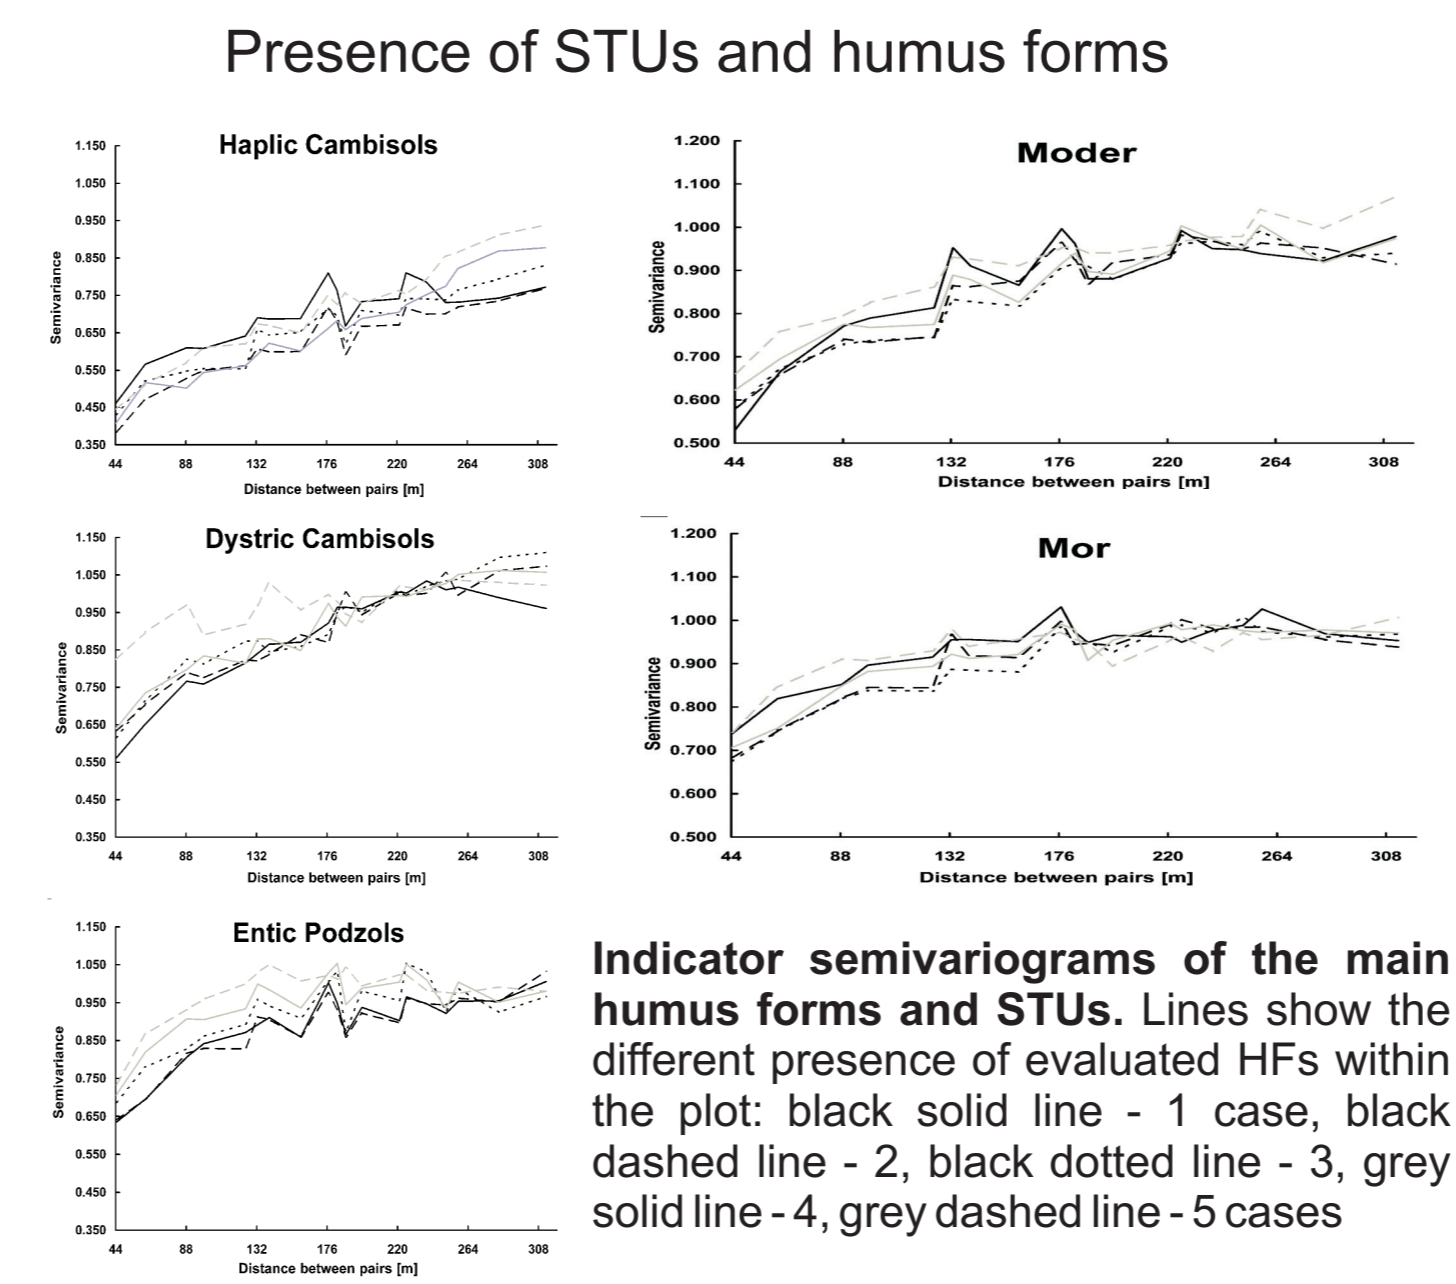 Presence of STUs and humus forms
Haplic Cambisols
1.150
1.050
0.950
0.850
0.750
0.650
0.550
0.450
0.350
Semivariance
44 88 132 176 220 264 308
Distance between pairs [m]
Moder
1.200
1.100
1.000
0.900
0.800
0.700
0.600
0.500
Semivariance
44 88 132 176 220 264 308
Distance between pairs [m]
Dystric Cambisols
1.150
1.050
0.950
0.850
0.750
0.650
0.550
0.450
0.350
Semivariance
44 88 132 176 220 264 308
Distance between pairs [m]
Mor
1.200
1.100
1.000
0.900
0.800
0.700
0.600
0.500
Semivariance
44 88 132 176 220 264 308
Distance between pairs [m]
Entic Podzols
1.150
1.050
0.950
0.850
0.750
0.650
0.550
0.450
0.350
Semivariance
44 88 132 176 220 264 308
Distance between pairs [m]
Indicator semivariograms of the main
humus forms and STUs. Lines show the
different presence of evaluated HFs within
the plot: black solid line - 1 case, black
dashed line - 2, black dotted line - 3, grey
solid line - 4, grey dashed line - 5 cases